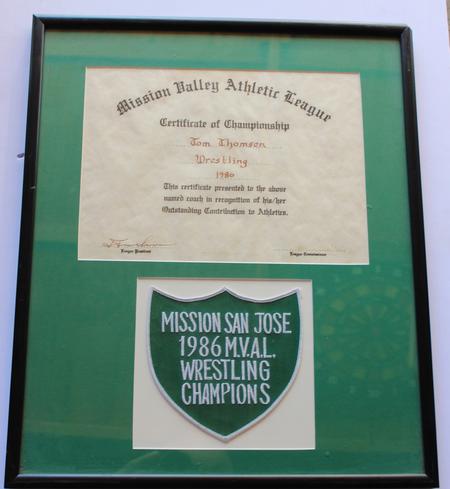 Mission Valley Athletic League
Certificate of Championship
Tom Thomsen
Wrestling
1986
This certificate presented to the above
named coach in recognition of his/her
Outstanding Contribution to Athletics.
League President
League Commissioner
MISSION SAN JOSE
1986 M.V.A.L.
WRESTLING
CHAMPIONS